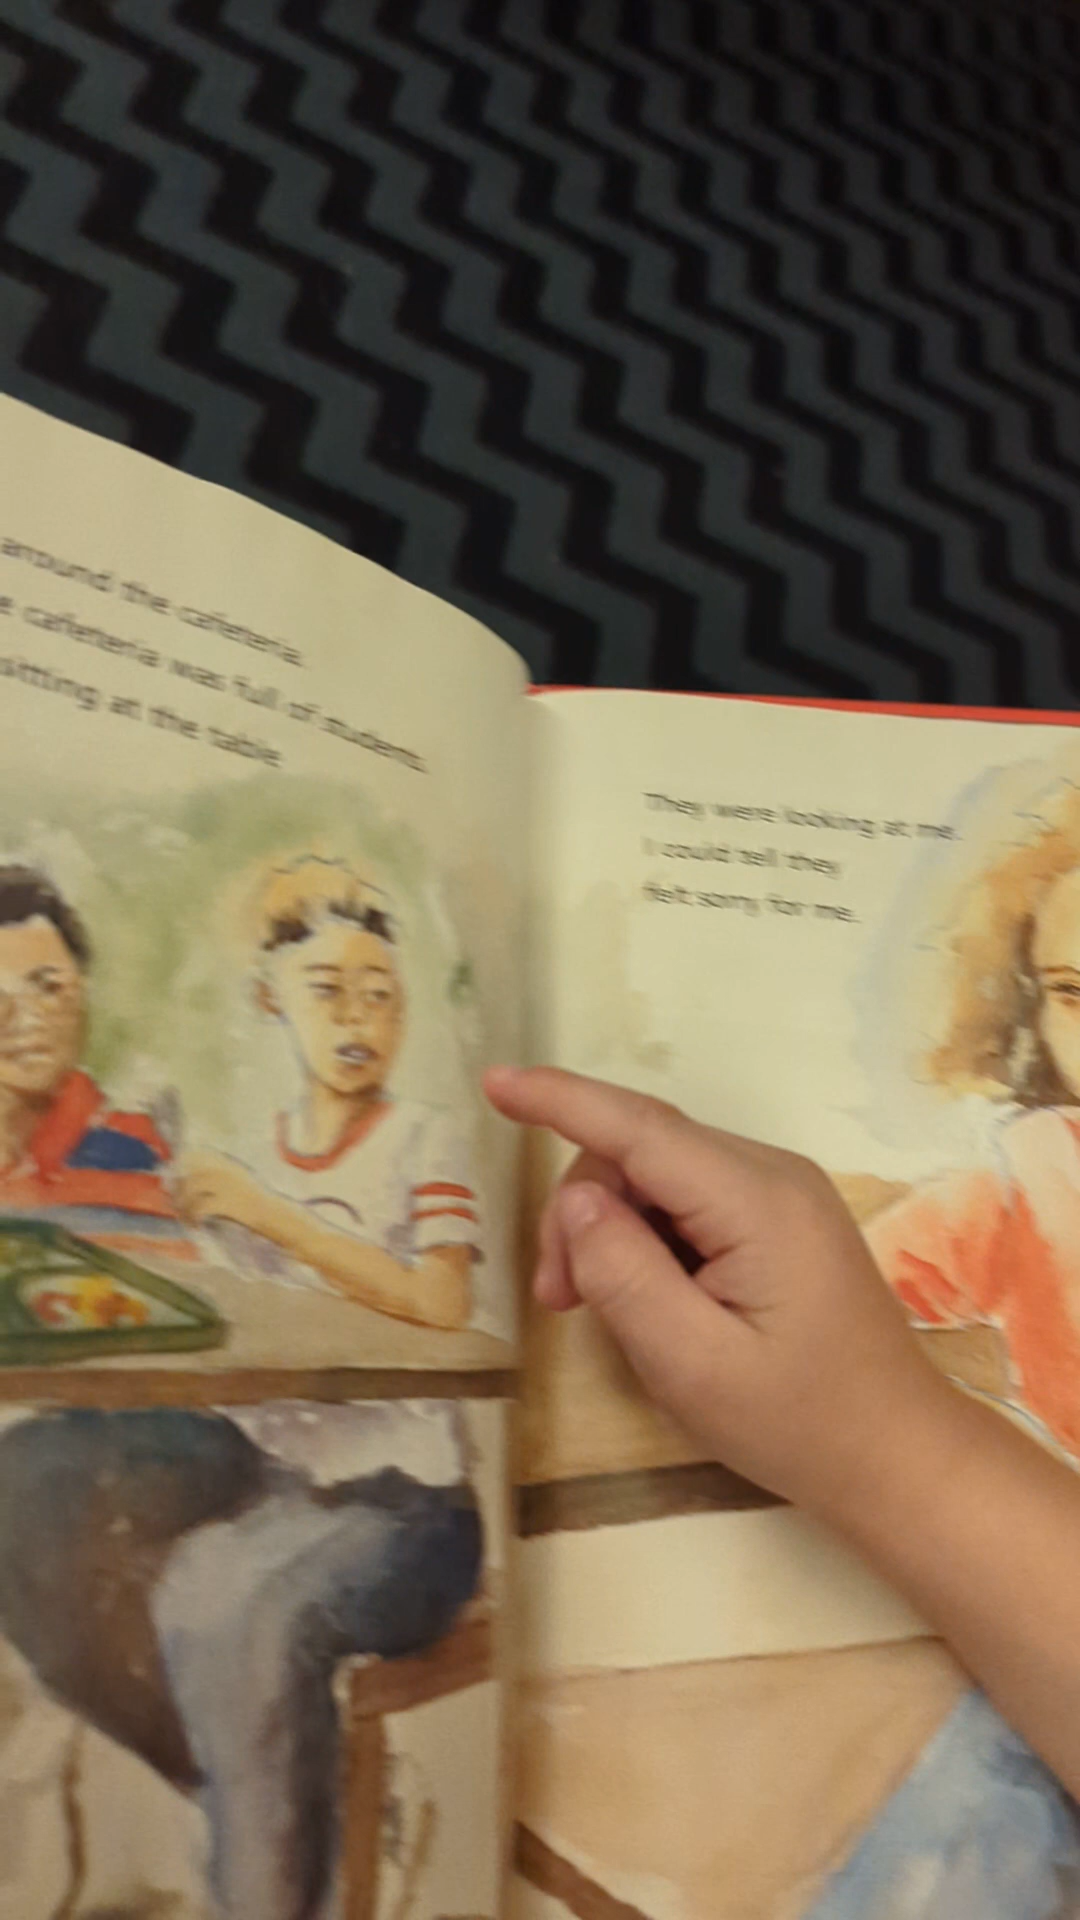 around the cafeteria.
cafeteria was full of students.
sitting at the table
They were looking at me.
I could tell they
felt sorry for me.